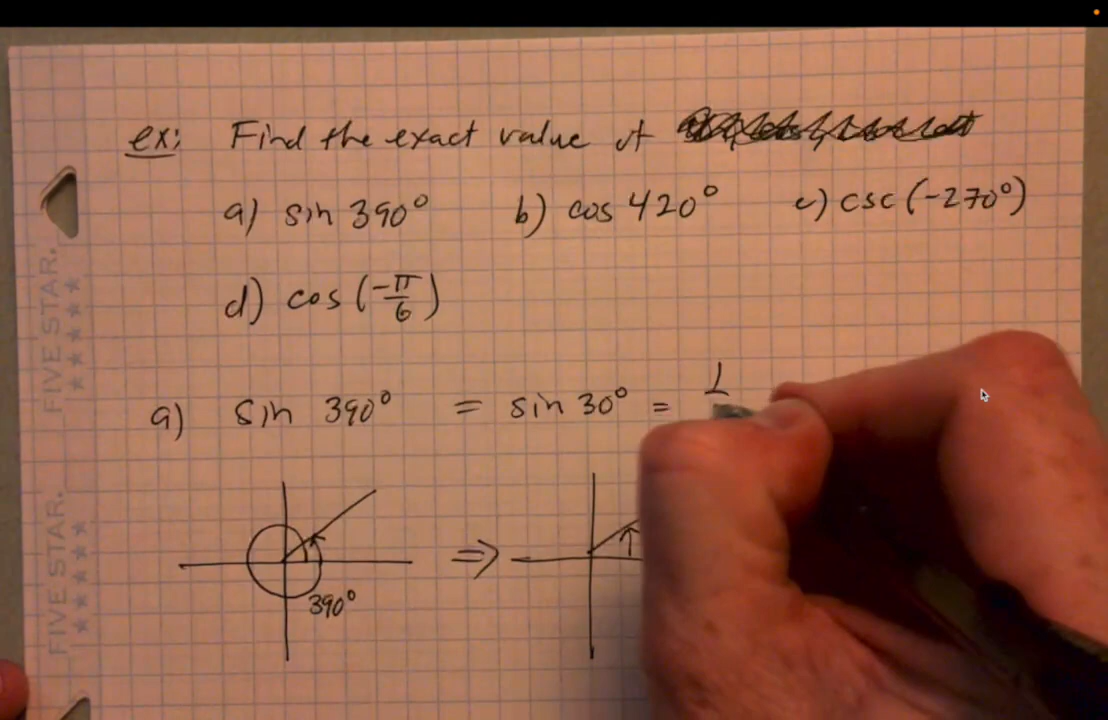 ex: Find the exact value of
a) sin 390° b) cos 420° c) csc (-270°)
d) cos (-π/6)
a) sin 390° = sin 30° = 1
390° ⇒
FIVE STAR.
FIVE STAR.